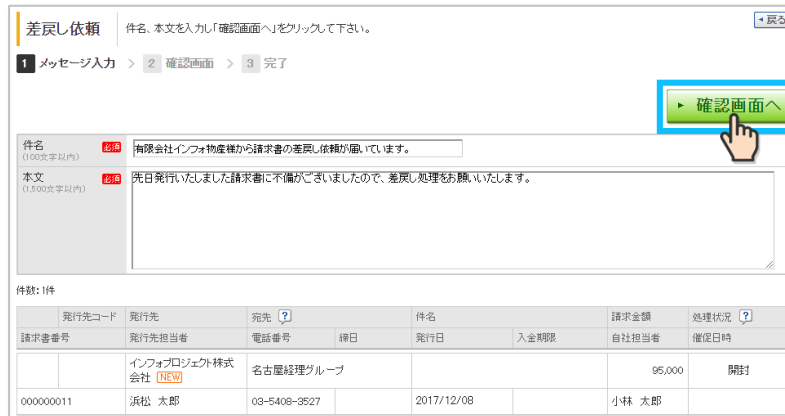 差戻し依頼 件名、本文を入力し「確認画面へ」をクリックして下さい。 戻る
1 メッセージ入力 > 2 確認画面 > 3 完了
確認画面へ
件名 必須 有限会社インフォ物産様から請求書の差戻し依頼が届いています。
(100文字以内)
本文 必須 先日発行いたしました請求書に不備がございましたので、差戻し処理をお願いいたします。
(1,500文字以内)
件数:1件
発行先コード 発行先 宛先 ? 件名 請求金額 処理状況 ?
請求書番号 発行先担当者 電話番号 締日 発行日 入金期限 自社担当者 催促日時
インフォプロジェクト株式会社 NEW 名古屋経理グループ 95,000 開封
000000011 浜松 太郎 03-5408-3527 2017/12/08 小林 太郎